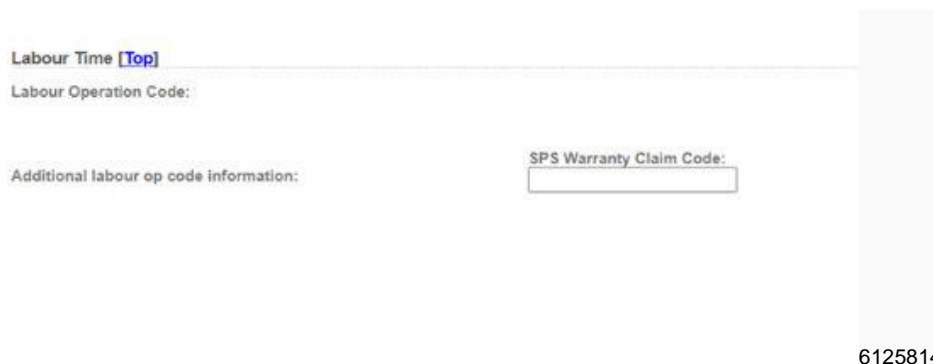 Labour Time [Top]
Labour Operation Code:
SPS Warranty Claim Code:
Additional labour op code information:
6125814